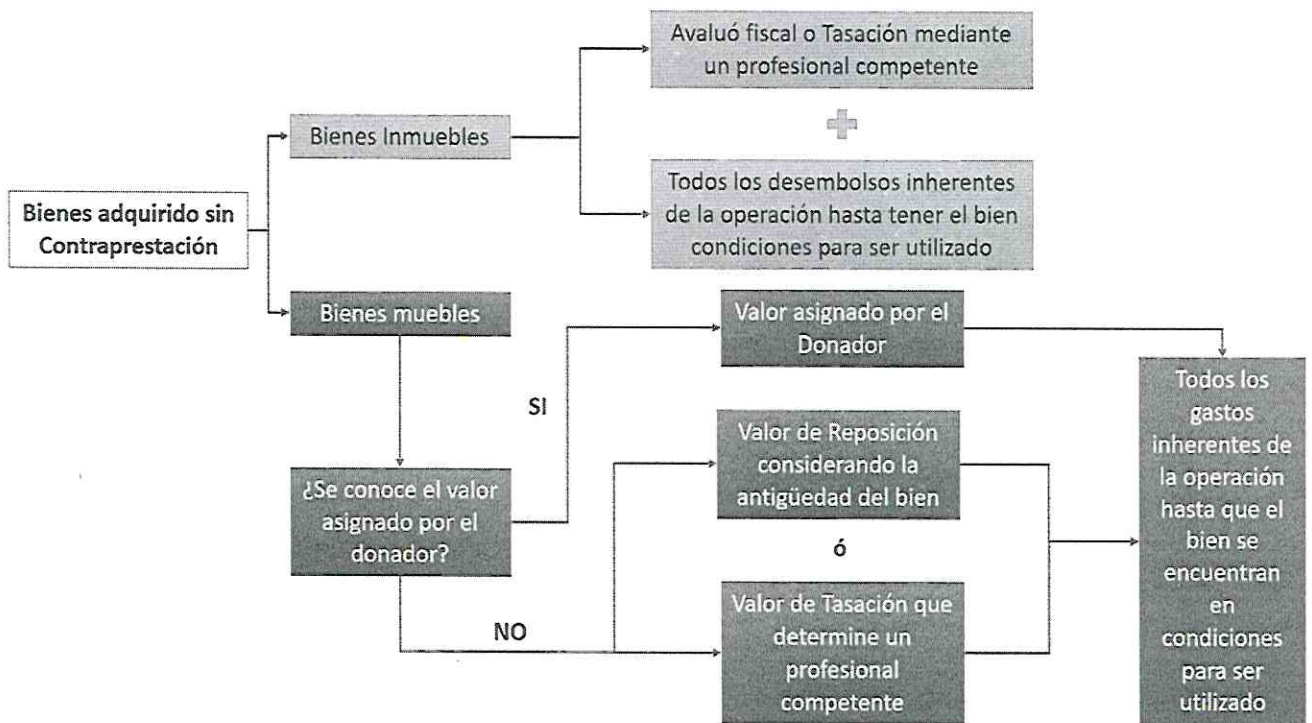 Avaluó fiscal o Tasación mediante
un profesional competente
Bienes Inmuebles
Todos los desembolsos inherentes
de la operación hasta tener el bien
condiciones para ser utilizado
Bienes adquirido sin
Contraprestación
Bienes muebles
Valor asignado por el
Donador
SI
¿Se conoce el valor
asignado por el
donador?
Valor de Reposición
considerando la
antigüedad del bien
ó
NO
Valor de Tasación que
determine un
profesional
competente
Todos los
gastos
inherentes de
la operación
hasta que el
bien se
encuentran
en
condiciones
para ser
utilizado